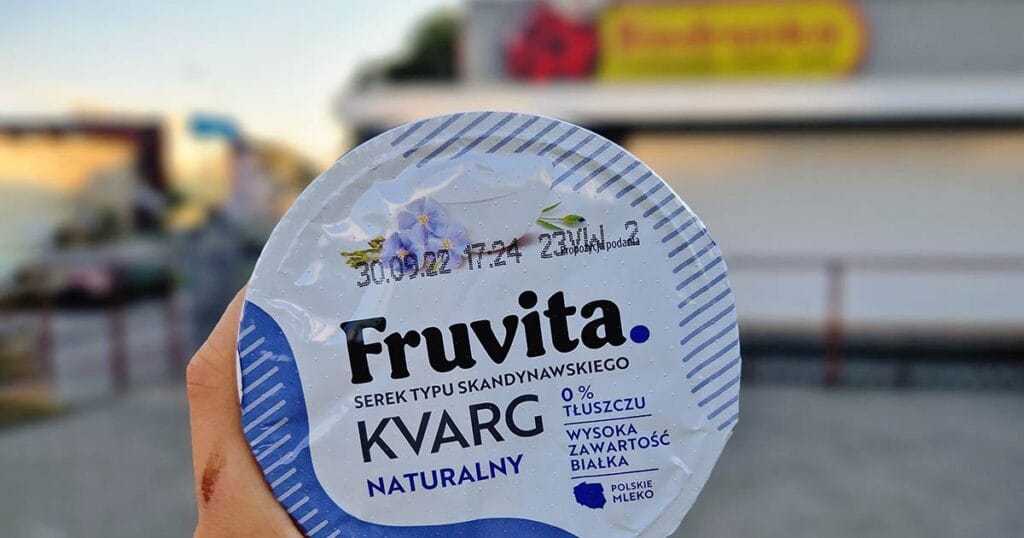 Biedronka
30.09.22 17:24 23VW 2
Propozycja podania
Fruvita.
SEREK TYPU SKANDYNAWSKIEGO
KVARG
NATURALNY
0 %
TŁUSZCZU
WYSOKA
ZAWARTOŚĆ
BIAŁKA
POLSKIE
MLEKO